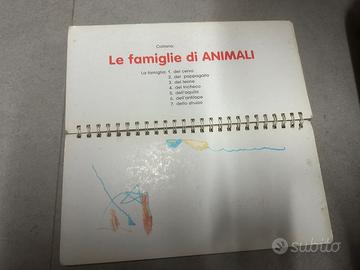 Collana:
Le famiglie di ANIMALI
La famiglia: 1. del cervo
2. del pappagallo
3. del leone
4. del tricheco
5. dell'aquila
6. dell'antilope
7. dello struzzo
subito